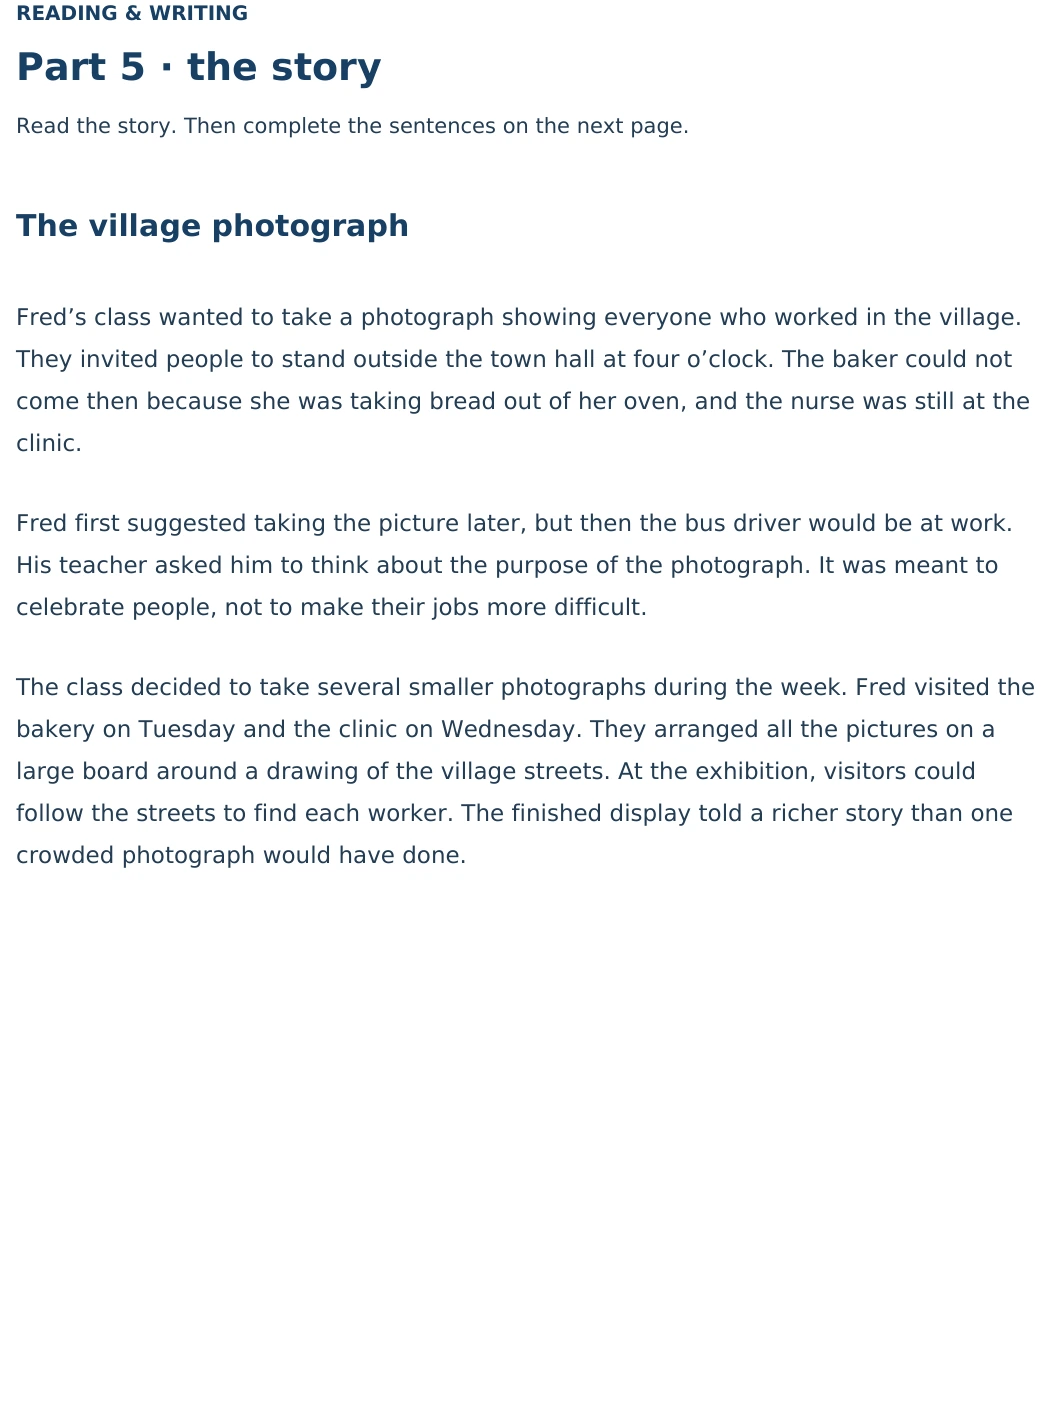 READING & WRITING
Part 5 · the story
Read the story. Then complete the sentences on the next page.
The village photograph
Fred’s class wanted to take a photograph showing everyone who worked in the village.
They invited people to stand outside the town hall at four o’clock. The baker could not
come then because she was taking bread out of her oven, and the nurse was still at the
clinic.
Fred first suggested taking the picture later, but then the bus driver would be at work.
His teacher asked him to think about the purpose of the photograph. It was meant to
celebrate people, not to make their jobs more difficult.
The class decided to take several smaller photographs during the week. Fred visited the
bakery on Tuesday and the clinic on Wednesday. They arranged all the pictures on a
large board around a drawing of the village streets. At the exhibition, visitors could
follow the streets to find each worker. The finished display told a richer story than one
crowded photograph would have done.